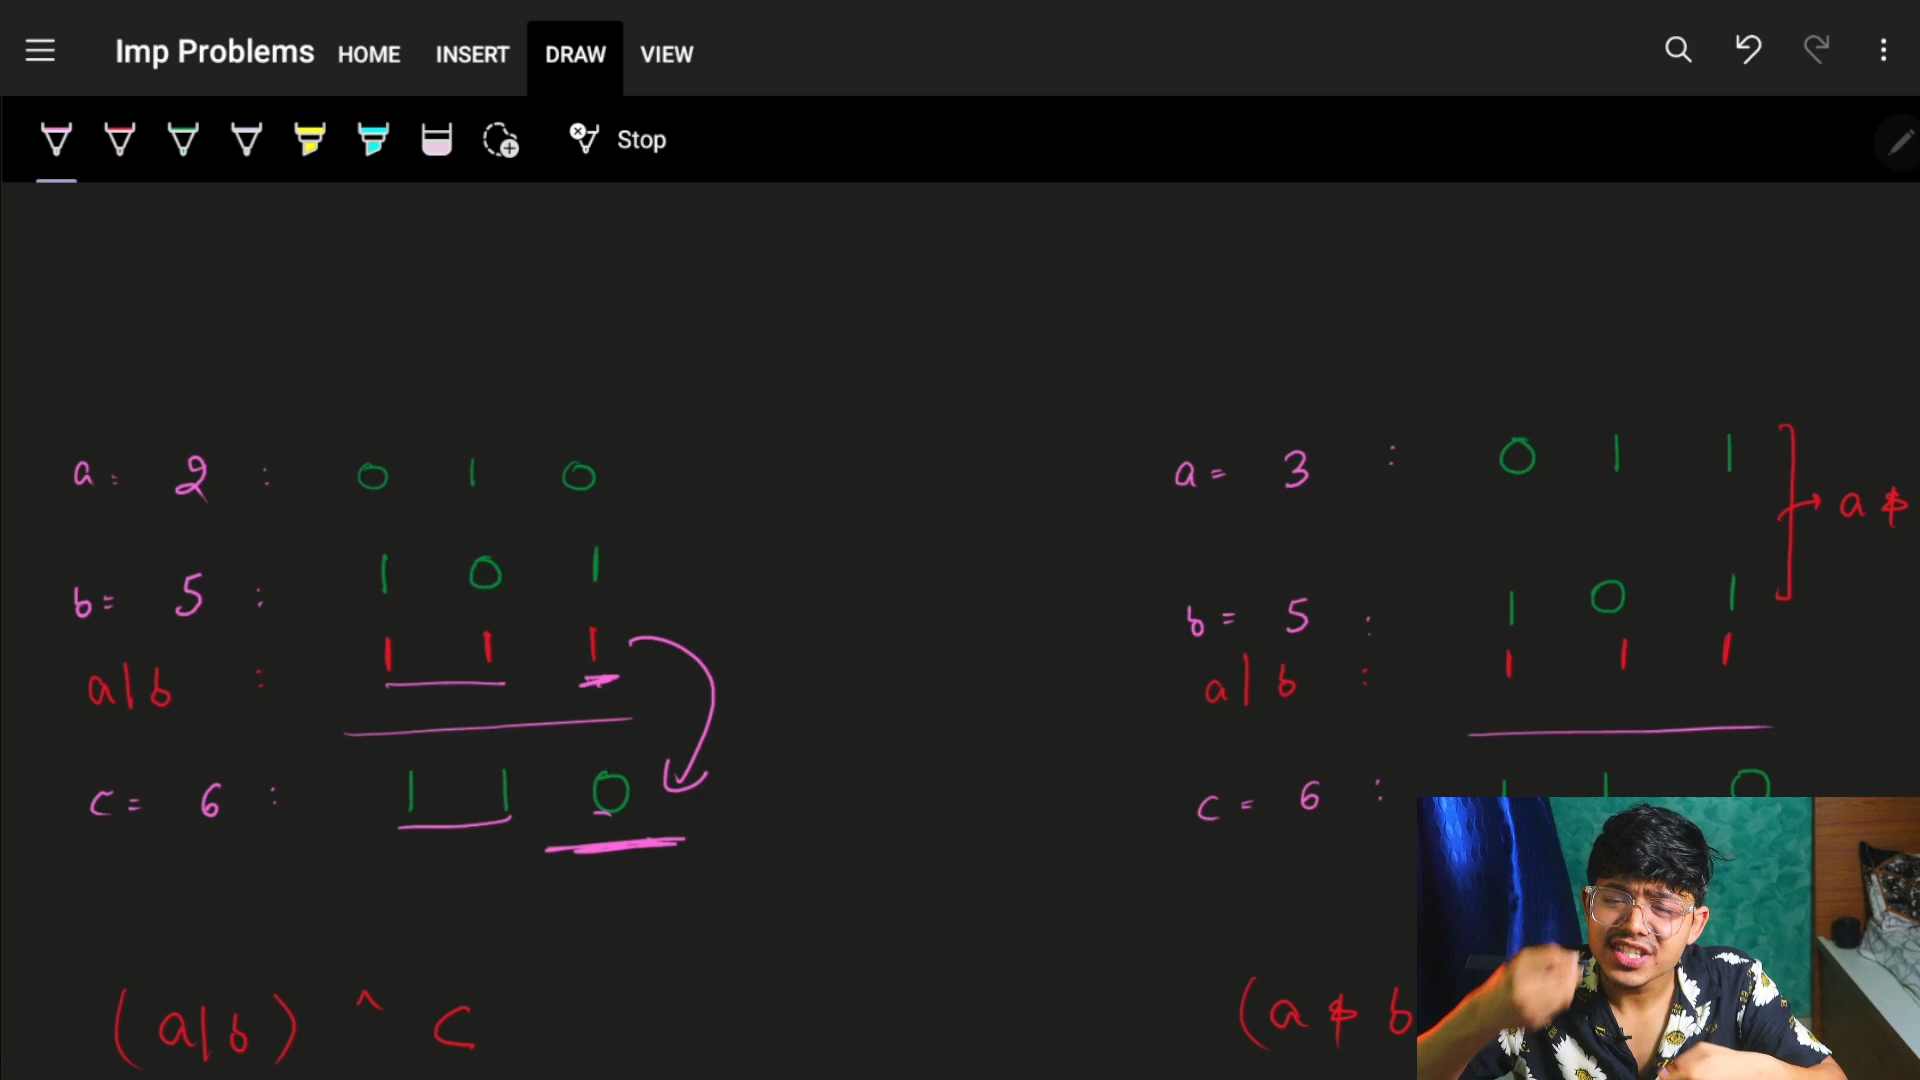 Imp Problems HOME INSERT DRAW VIEW
Stop
a = 2 : 0 1 0
b = 5 : 1 0 1
a|b : 1 1 1
c = 6 : 1 1 0
(a|b) ^ c
a = 3 : 0 1 1
→ a &
b = 5 : 1 0 1
a|b : 1 1 1
c = 6 : 1 1 0
(a & b